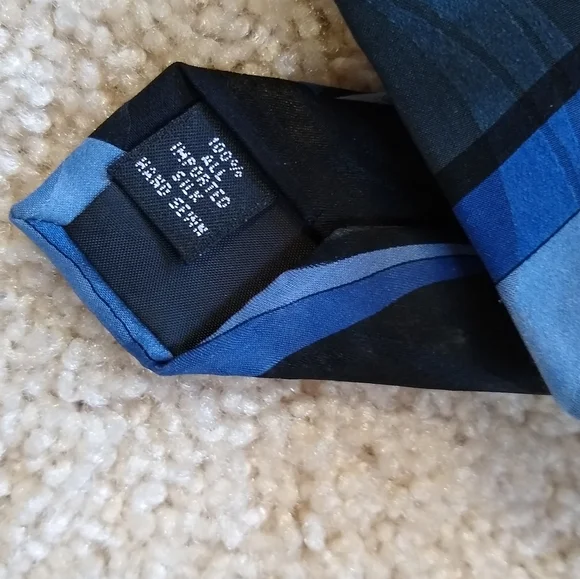 100%
ALL
IMPORTED
SILK
HAND SEWN